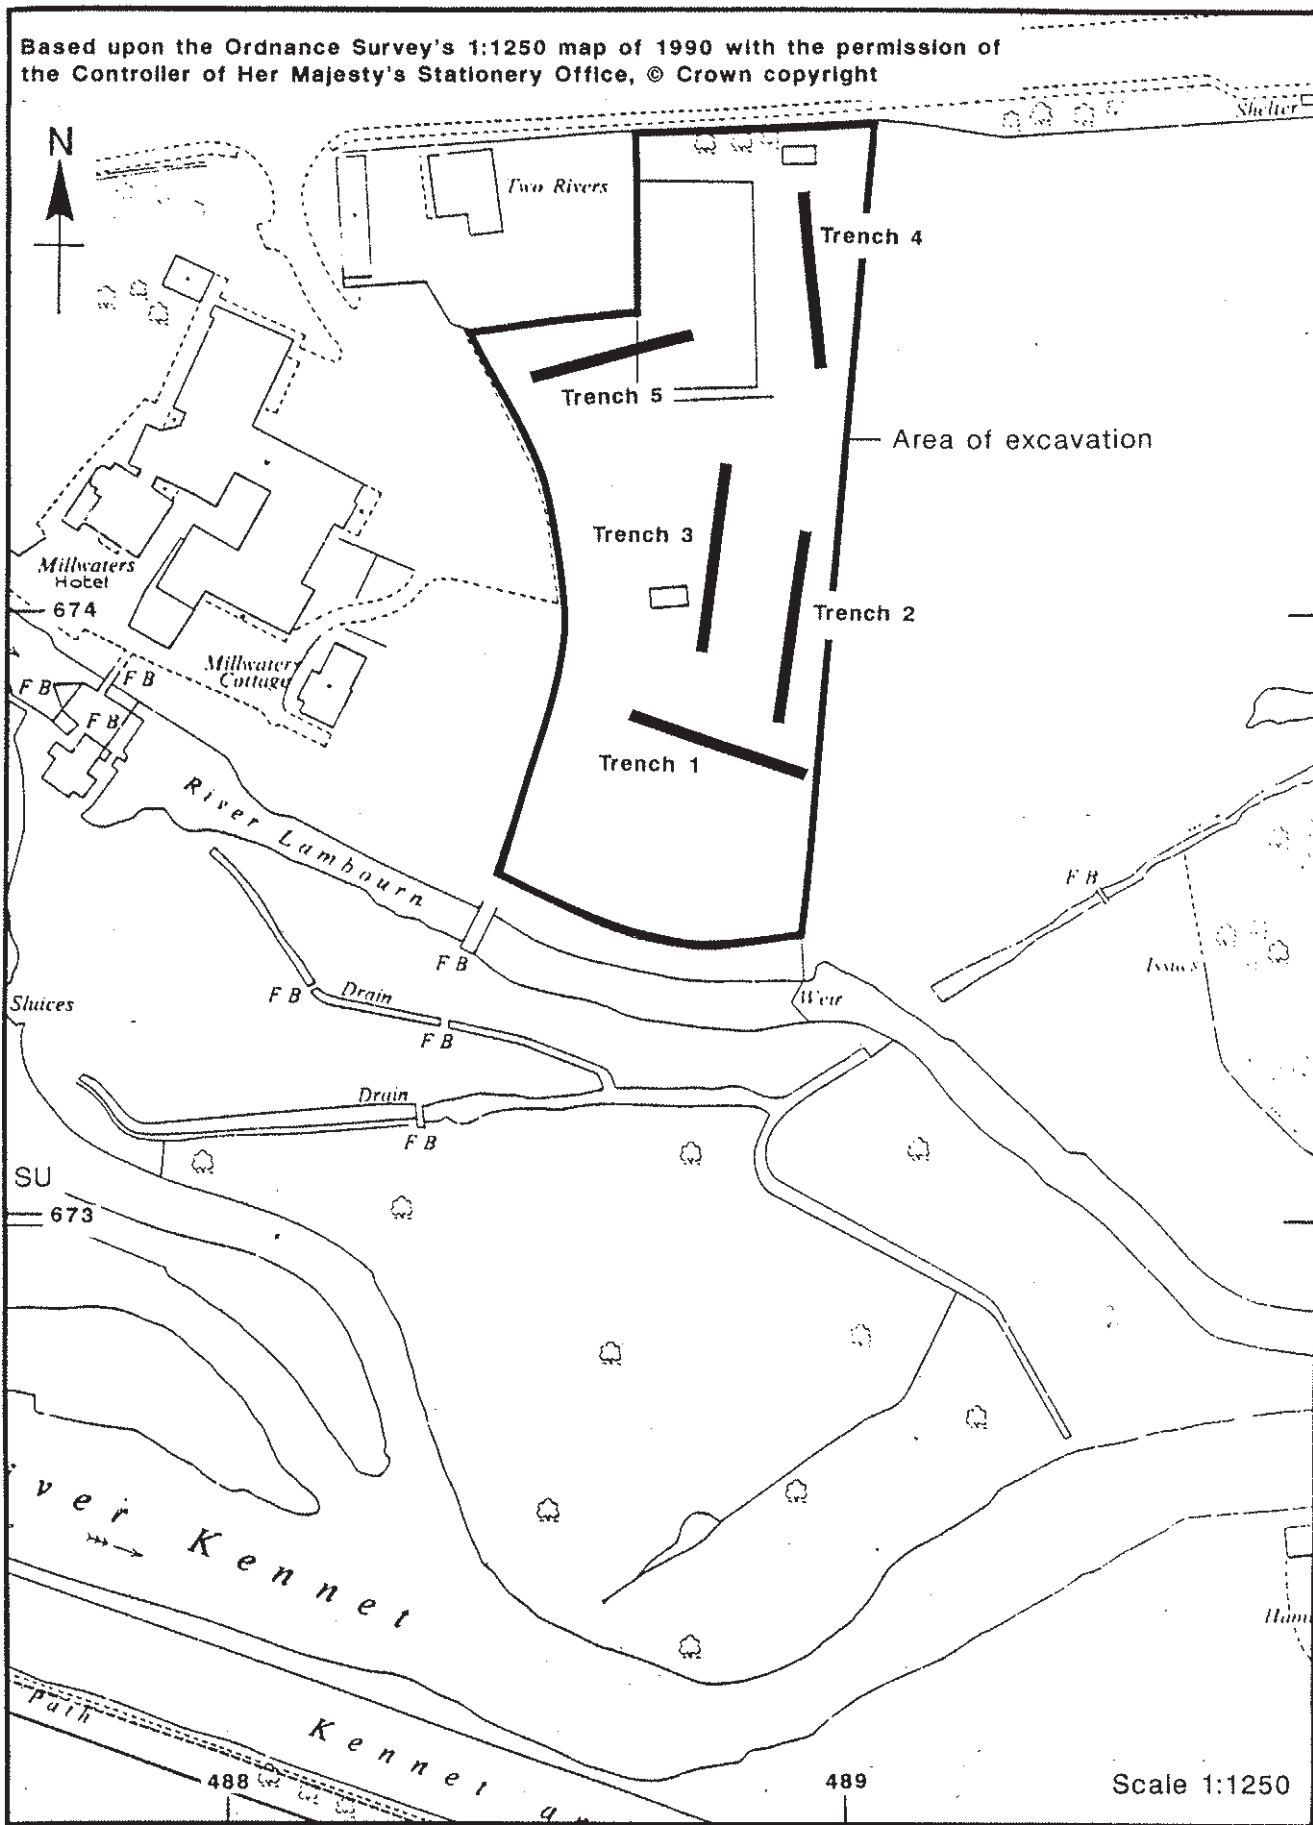 Based upon the Ordnance Survey's 1:1250 map of 1990 with the permission of
the Controller of Her Majesty's Stationery Office, © Crown copyright
Shelter
N
Two Rivers
Trench 4
Trench 5
Area of excavation
Trench 3
Millwaters
Hotel
674
Trench 2
Millwaters
Cottage
F B
F B
F B
Trench 1
River Lambourn
F B
F B
Issues
Sluices
F B
Drain
Weir
F B
Drain
F B
SU
673
Kennet
Path
Kennet
488
489
Scale 1:1250